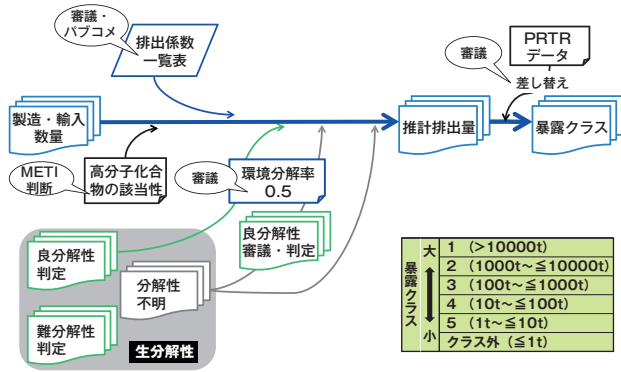 審議・
パブコメ
排出係数
一覧表
審議
PRTR
データ
差し替え
製造・輸入
数量
推計排出量
暴露クラス
METI
判断
高分子化合
物の該当性
審議
環境分解率
0.5
良分解性
審議・判定
良分解性
判定
分解性
不明
難分解性
判定
生分解性
暴露クラス
大
小
1 (>10000t)
2 (1000t～≦10000t)
3 (100t～≦1000t)
4 (10t～≦100t)
5 (1t～≦10t)
クラス外 (≦1t)